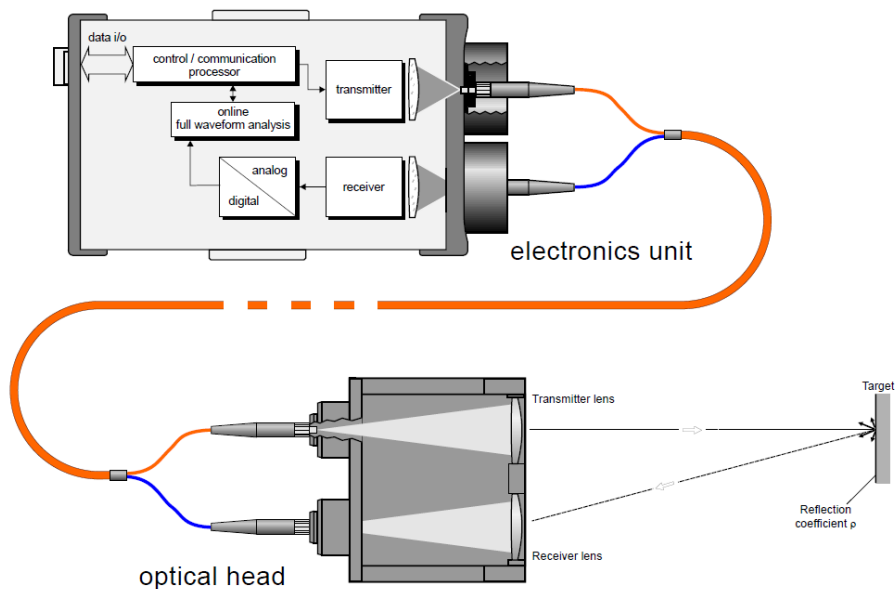 data i/o
control / communication
processor
transmitter
online
full waveform analysis
analog
digital
receiver
electronics unit
Transmitter lens
Target
Reflection
coefficient ρ
Receiver lens
optical head